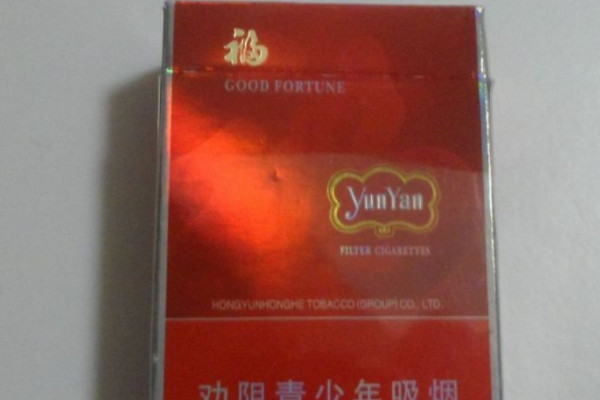 福
GOOD FORTUNE
YunYan
FILTER CIGARETTES
HONGYUNHONGHE TOBACCO (GROUP) CO., LTD.
劝阻青少年吸烟